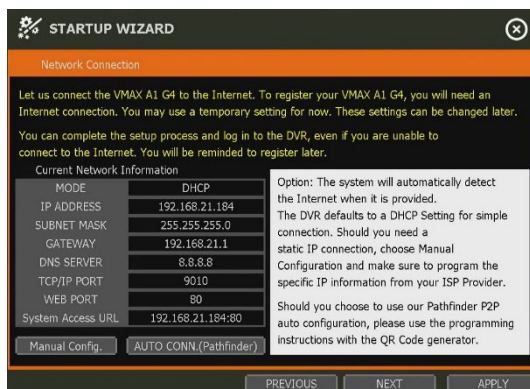 STARTUP WIZARD
Network Connection
Let us connect the VMAX A1 G4 to the Internet. To register your VMAX A1 G4, you will need an
Internet connection. You may use a temporary setting for now. These settings can be changed later.
You can complete the setup process and log in to the DVR, even if you are unable to
connect to the Internet. You will be reminded to register later.
Current Network Information
MODE DHCP
IP ADDRESS 192.168.21.184
SUBNET MASK 255.255.255.0
GATEWAY 192.168.21.1
DNS SERVER 8.8.8.8
TCP/IP PORT 9010
WEB PORT 80
System Access URL 192.168.21.184:80
Manual Config. AUTO CONN.(Pathfinder)
Option: The system will automatically detect
the Internet when it is provided.
The DVR defaults to a DHCP Setting for simple
connection. Should you need a
static IP connection, choose Manual
Configuration and make sure to program the
specific IP information from your ISP Provider.
Should you choose to use our Pathfinder P2P
auto configuration, please use the programming
instructions with the QR Code generator.
PREVIOUS NEXT APPLY